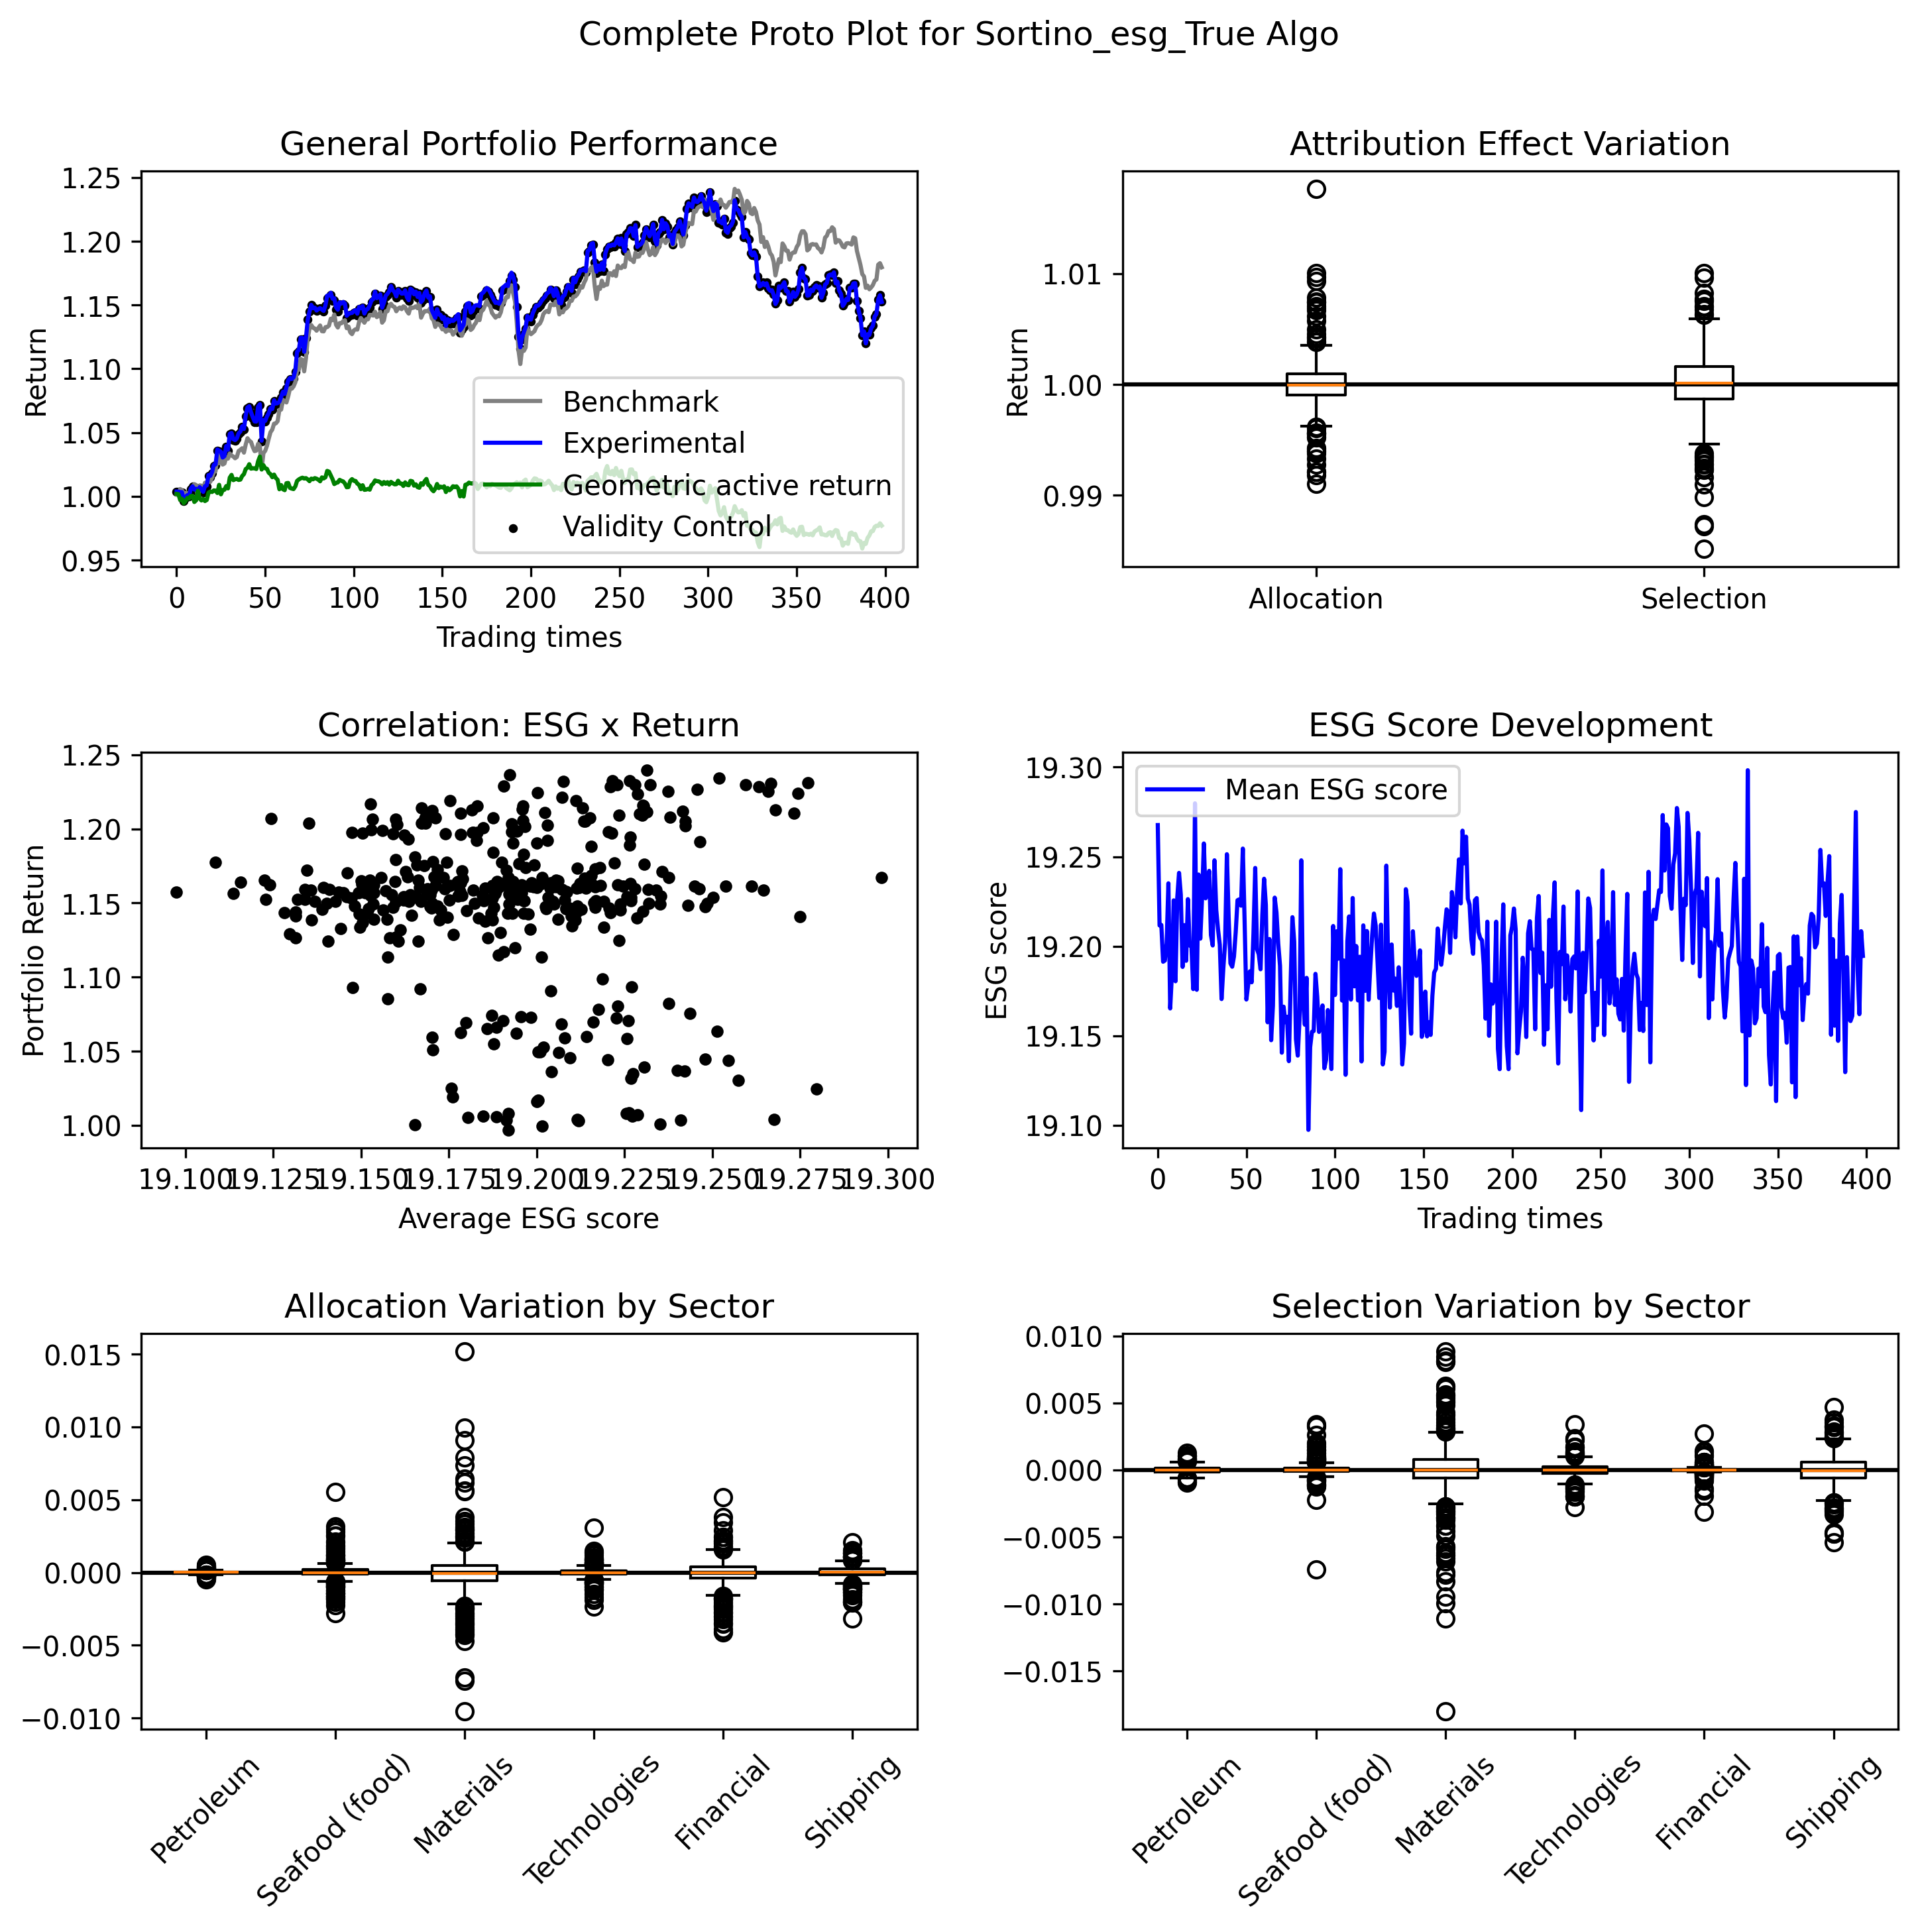 Complete Proto Plot for Sortino_esg_True Algo
General Portfolio Performance
1.25
1.20
1.15
1.10
1.05
1.00
0.95
Return
Benchmark
Experimental
Geometric active return
Validity Control
0 50 100 150 200 250 300 350 400
Trading times
Attribution Effect Variation
1.01
1.00
0.99
Return
Allocation Selection
Correlation: ESG x Return
1.25
1.20
1.15
1.10
1.05
1.00
Portfolio Return
19.100 19.125 19.150 19.175 19.200 19.225 19.250 19.275 19.300
Average ESG score
ESG Score Development
19.30
19.25
19.20
19.15
19.10
ESG score
Mean ESG score
0 50 100 150 200 250 300 350 400
Trading times
Allocation Variation by Sector
0.015
0.010
0.005
0.000
−0.005
−0.010
Petroleum
Seafood (food)
Materials
Technologies
Financial
Shipping
Selection Variation by Sector
0.010
0.005
0.000
−0.005
−0.010
−0.015
Petroleum
Seafood (food)
Materials
Technologies
Financial
Shipping